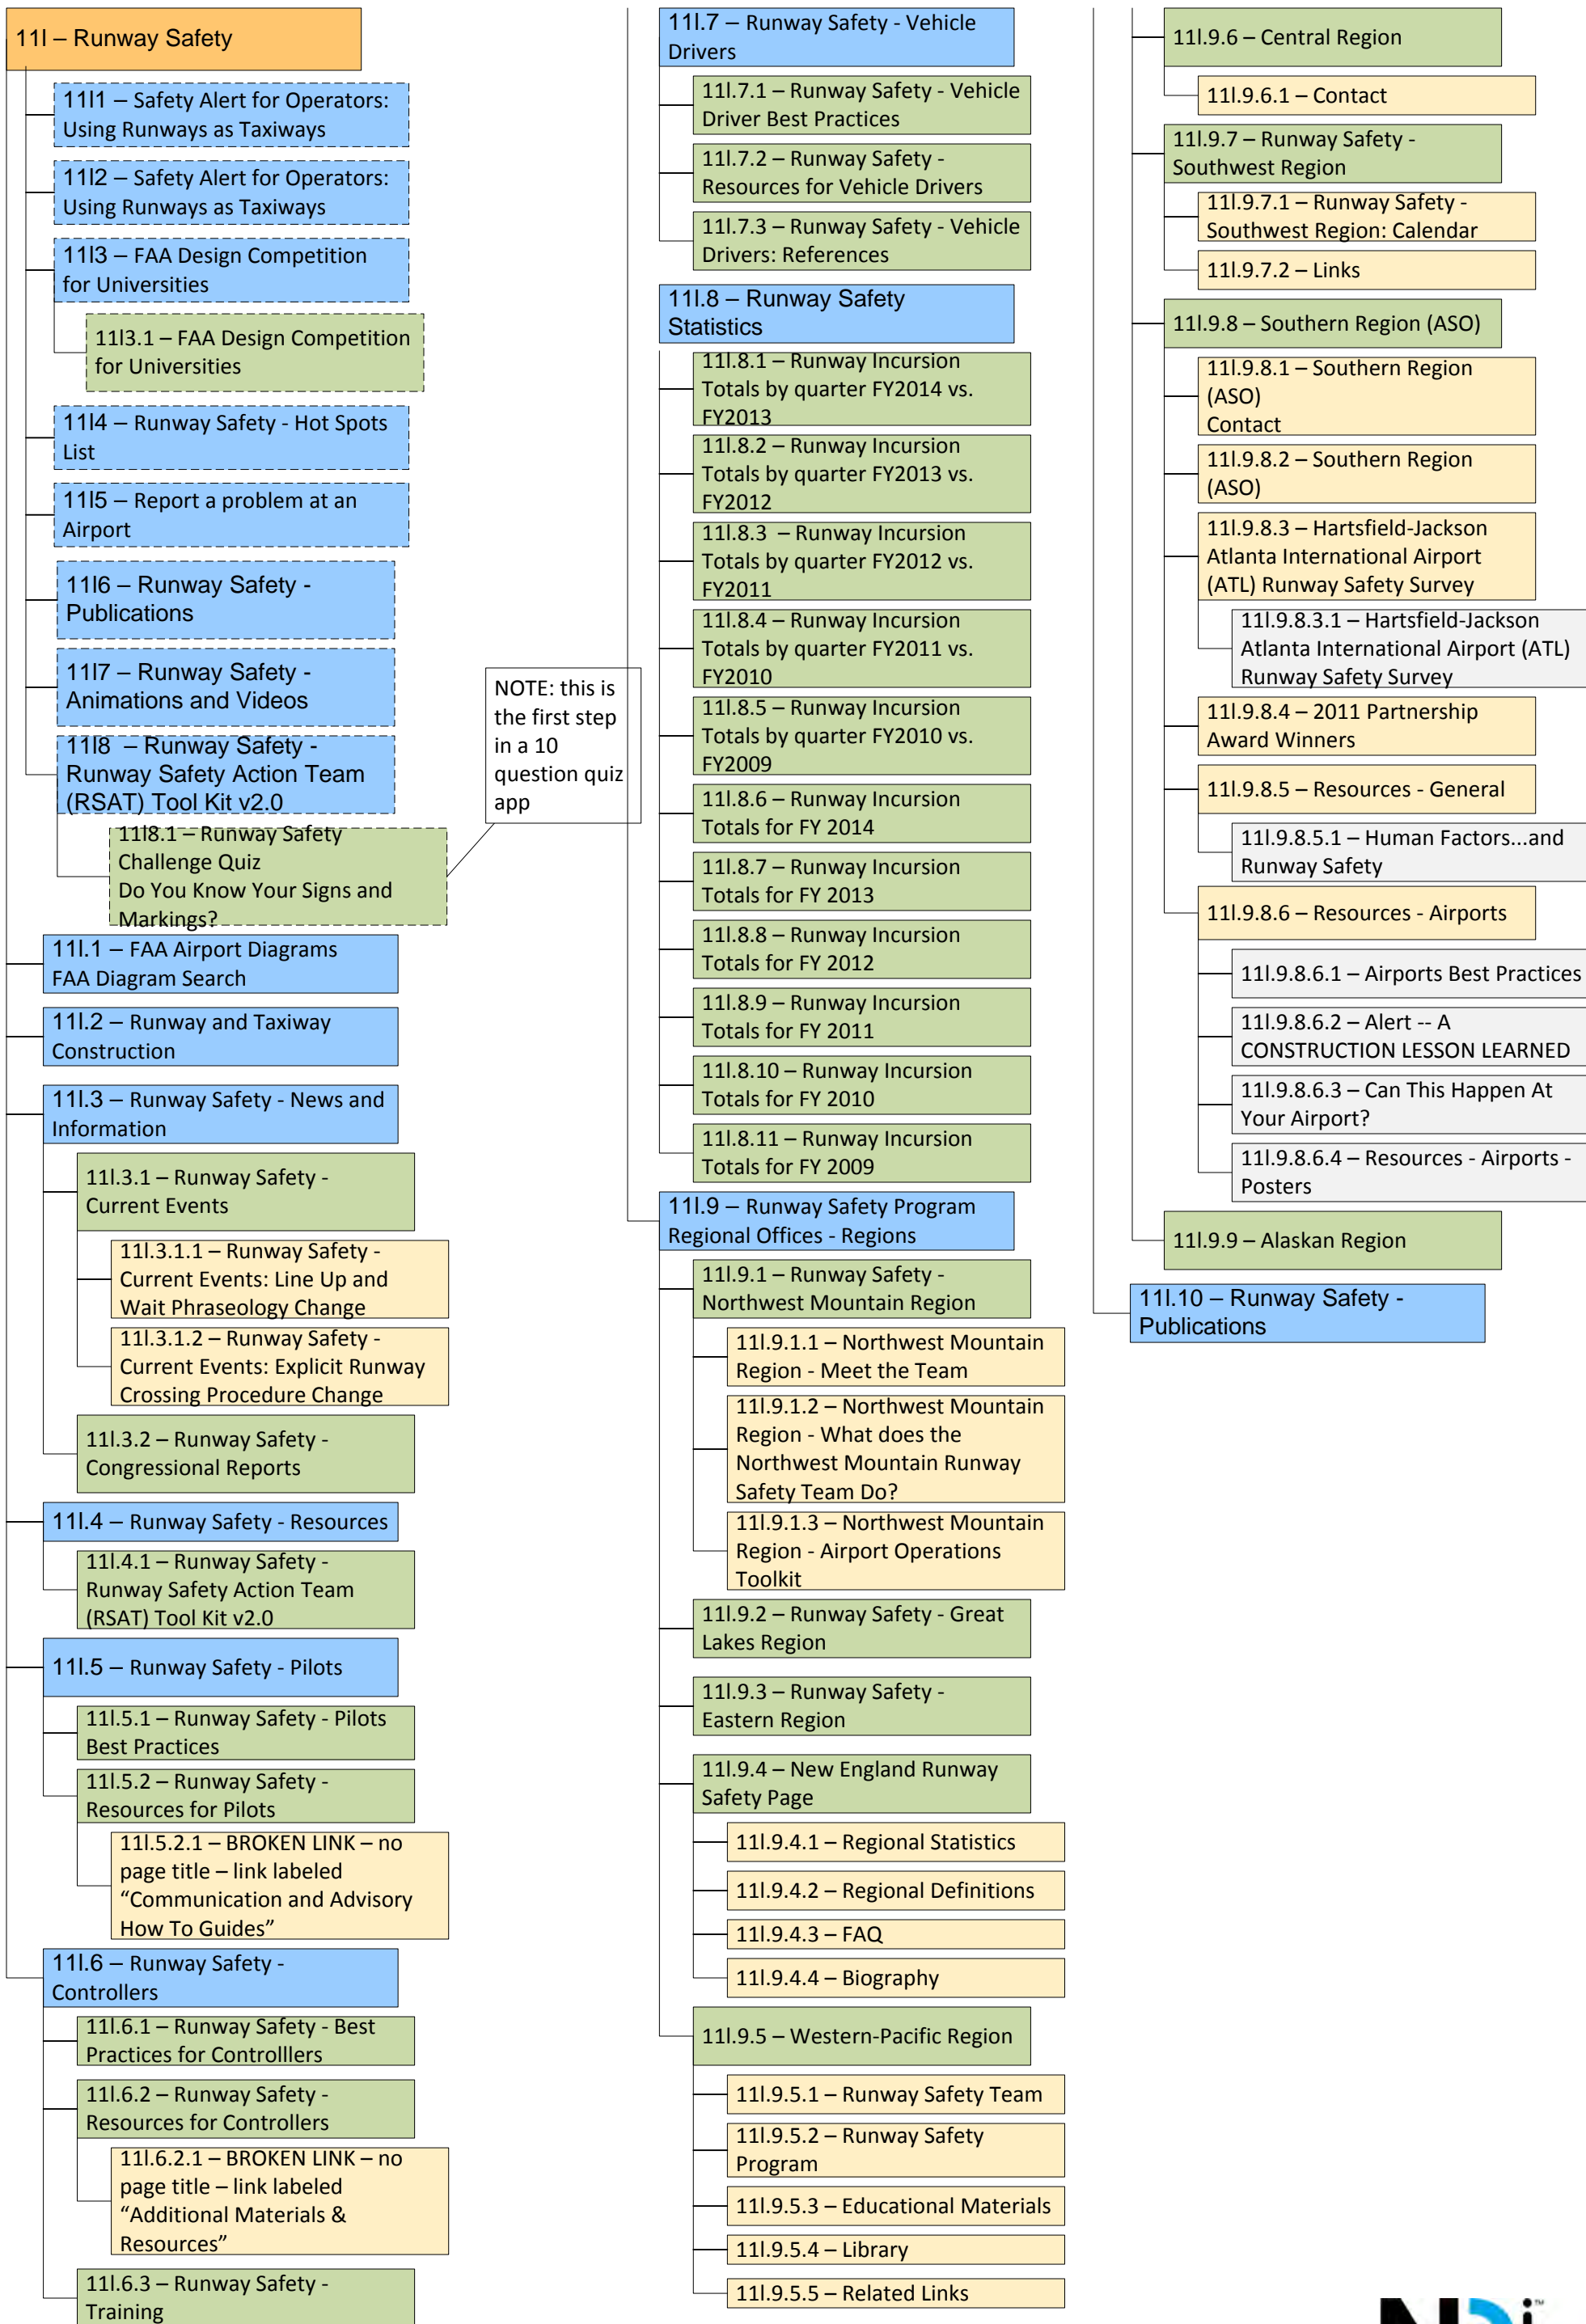 11l – Runway Safety
11l1 – Safety Alert for Operators:
Using Runways as Taxiways
11l2 – Safety Alert for Operators:
Using Runways as Taxiways
11l3 – FAA Design Competition
for Universities
11l3.1 – FAA Design Competition
for Universities
11l4 – Runway Safety - Hot Spots
List
11l5 – Report a problem at an
Airport
11l6 – Runway Safety -
Publications
11l7 – Runway Safety -
Animations and Videos
11l8 – Runway Safety -
Runway Safety Action Team
(RSAT) Tool Kit v2.0
11l8.1 – Runway Safety
Challenge Quiz
Do You Know Your Signs and
Markings?
NOTE: this is
the first step
in a 10
question quiz
app
11l.1 – FAA Airport Diagrams
FAA Diagram Search
11l.2 – Runway and Taxiway
Construction
11l.3 – Runway Safety - News and
Information
11l.3.1 – Runway Safety -
Current Events
11l.3.1.1 – Runway Safety -
Current Events: Line Up and
Wait Phraseology Change
11l.3.1.2 – Runway Safety -
Current Events: Explicit Runway
Crossing Procedure Change
11l.3.2 – Runway Safety -
Congressional Reports
11l.4 – Runway Safety - Resources
11l.4.1 – Runway Safety -
Runway Safety Action Team
(RSAT) Tool Kit v2.0
11l.5 – Runway Safety - Pilots
11l.5.1 – Runway Safety - Pilots
Best Practices
11l.5.2 – Runway Safety -
Resources for Pilots
11l.5.2.1 – BROKEN LINK – no
page title – link labeled
“Communication and Advisory
How To Guides”
11l.6 – Runway Safety -
Controllers
11l.6.1 – Runway Safety - Best
Practices for Controlllers
11l.6.2 – Runway Safety -
Resources for Controllers
11l.6.2.1 – BROKEN LINK – no
page title – link labeled
“Additional Materials &
Resources”
11l.6.3 – Runway Safety -
Training
11l.7 – Runway Safety - Vehicle
Drivers
11l.7.1 – Runway Safety - Vehicle
Driver Best Practices
11l.7.2 – Runway Safety -
Resources for Vehicle Drivers
11l.7.3 – Runway Safety - Vehicle
Drivers: References
11l.8 – Runway Safety
Statistics
11l.8.1 – Runway Incursion
Totals by quarter FY2014 vs.
FY2013
11l.8.2 – Runway Incursion
Totals by quarter FY2013 vs.
FY2012
11l.8.3 – Runway Incursion
Totals by quarter FY2012 vs.
FY2011
11l.8.4 – Runway Incursion
Totals by quarter FY2011 vs.
FY2010
11l.8.5 – Runway Incursion
Totals by quarter FY2010 vs.
FY2009
11l.8.6 – Runway Incursion
Totals for FY 2014
11l.8.7 – Runway Incursion
Totals for FY 2013
11l.8.8 – Runway Incursion
Totals for FY 2012
11l.8.9 – Runway Incursion
Totals for FY 2011
11l.8.10 – Runway Incursion
Totals for FY 2010
11l.8.11 – Runway Incursion
Totals for FY 2009
11l.9 – Runway Safety Program
Regional Offices - Regions
11l.9.1 – Runway Safety -
Northwest Mountain Region
11l.9.1.1 – Northwest Mountain
Region - Meet the Team
11l.9.1.2 – Northwest Mountain
Region - What does the
Northwest Mountain Runway
Safety Team Do?
11l.9.1.3 – Northwest Mountain
Region - Airport Operations
Toolkit
11l.9.2 – Runway Safety - Great
Lakes Region
11l.9.3 – Runway Safety -
Eastern Region
11l.9.4 – New England Runway
Safety Page
11l.9.4.1 – Regional Statistics
11l.9.4.2 – Regional Definitions
11l.9.4.3 – FAQ
11l.9.4.4 – Biography
11l.9.5 – Western-Pacific Region
11l.9.5.1 – Runway Safety Team
11l.9.5.2 – Runway Safety
Program
11l.9.5.3 – Educational Materials
11l.9.5.4 – Library
11l.9.5.5 – Related Links
11l.9.6 – Central Region
11l.9.6.1 – Contact
11l.9.7 – Runway Safety -
Southwest Region
11l.9.7.1 – Runway Safety -
Southwest Region: Calendar
11l.9.7.2 – Links
11l.9.8 – Southern Region (ASO)
11l.9.8.1 – Southern Region
(ASO)
Contact
11l.9.8.2 – Southern Region
(ASO)
11l.9.8.3 – Hartsfield-Jackson
Atlanta International Airport
(ATL) Runway Safety Survey
11l.9.8.3.1 – Hartsfield-Jackson
Atlanta International Airport (ATL)
Runway Safety Survey
11l.9.8.4 – 2011 Partnership
Award Winners
11l.9.8.5 – Resources - General
11l.9.8.5.1 – Human Factors...and
Runway Safety
11l.9.8.6 – Resources - Airports
11l.9.8.6.1 – Airports Best Practices
11l.9.8.6.2 – Alert -- A
CONSTRUCTION LESSON LEARNED
11l.9.8.6.3 – Can This Happen At
Your Airport?
11l.9.8.6.4 – Resources - Airports -
Posters
11l.9.9 – Alaskan Region
11l.10 – Runway Safety -
Publications